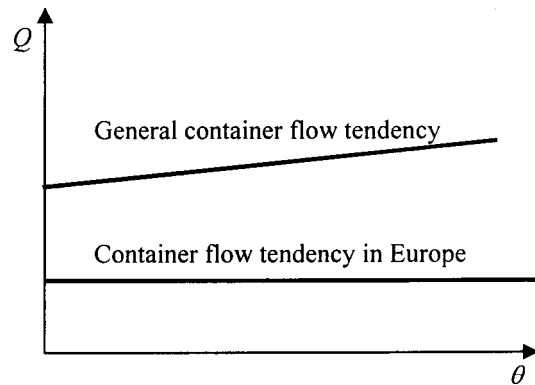 Q
General container flow tendency
Container flow tendency in Europe
θ